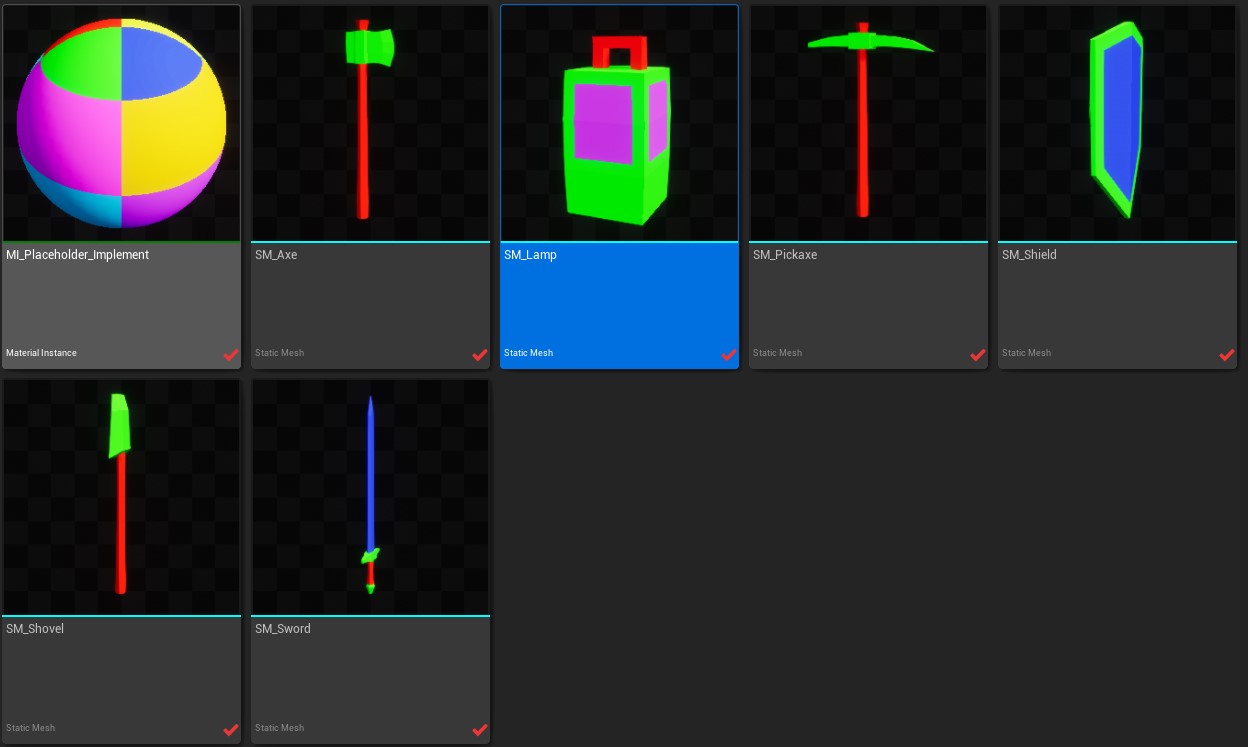 MI_Placeholder_Implement
Material Instance
SM_Axe
Static Mesh
SM_Lamp
Static Mesh
SM_Pickaxe
Static Mesh
SM_Shield
Static Mesh
SM_Shovel
Static Mesh
SM_Sword
Static Mesh